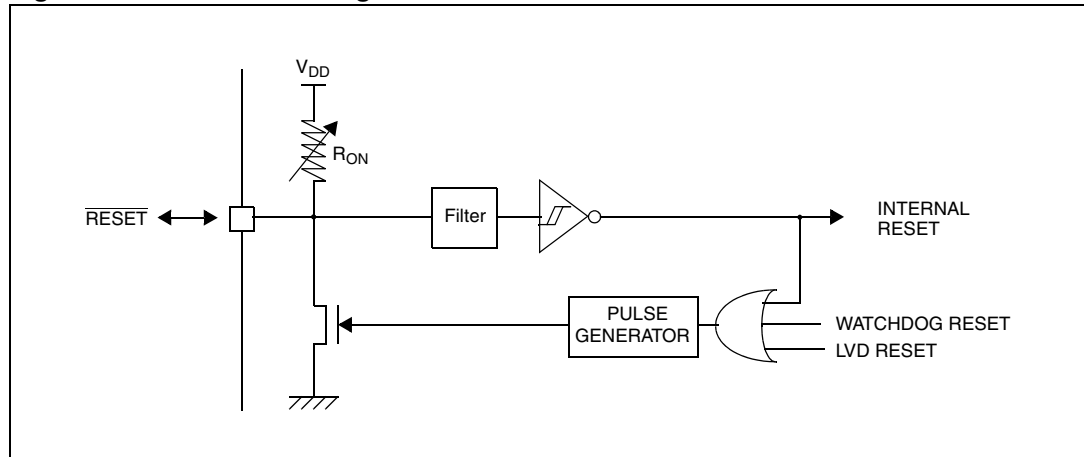 V_DD
R_ON
RESET
Filter
INTERNAL
RESET
PULSE
GENERATOR
WATCHDOG RESET
LVD RESET